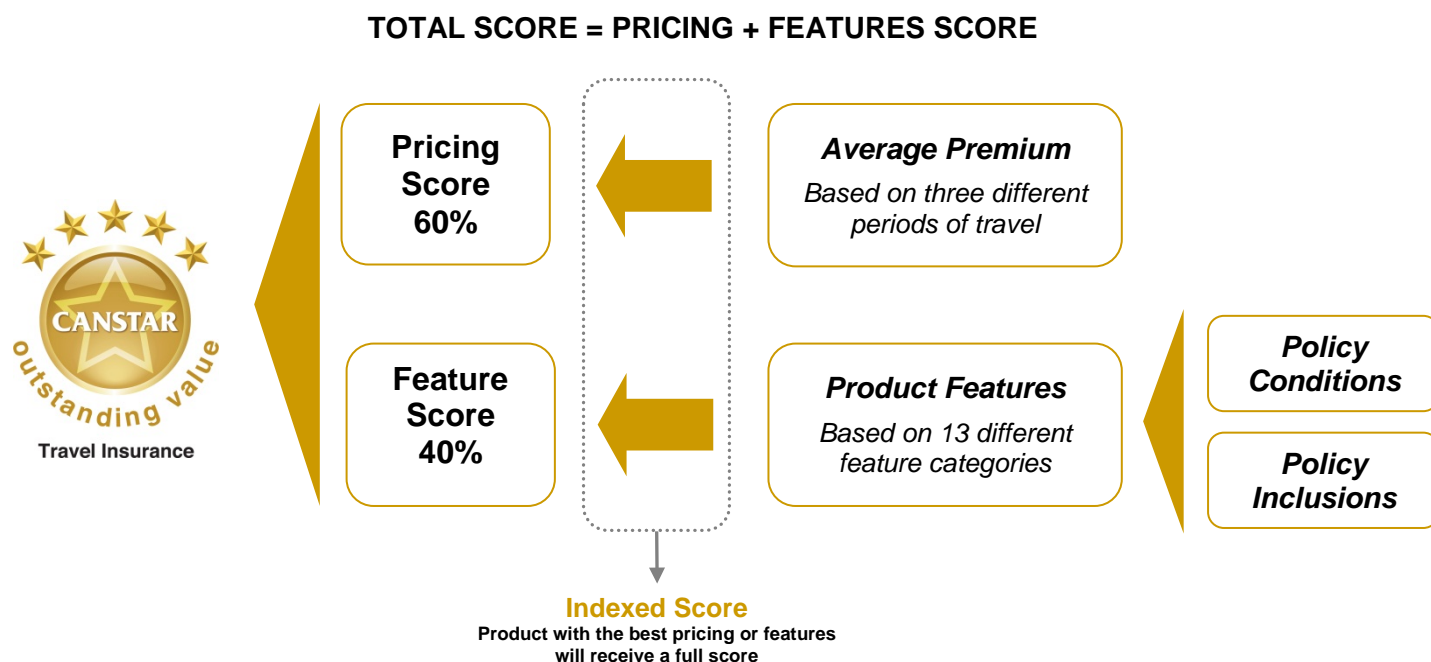 TOTAL SCORE = PRICING + FEATURES SCORE
Pricing
Score
60%
Average Premium
Based on three different
periods of travel
CANSTAR
outstanding value
Travel Insurance
Feature
Score
40%
Product Features
Based on 13 different
feature categories
Policy
Conditions
Policy
Inclusions
Indexed Score
Product with the best pricing or features
will receive a full score